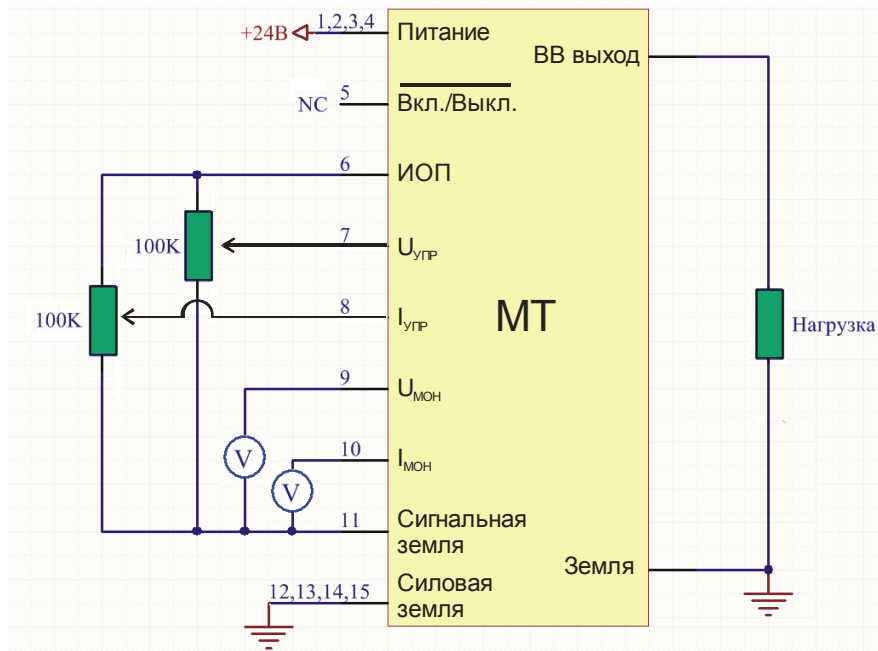 +24В
1,2,3,4
Питание
ВВ выход
NC
5
Вкл./Выкл.
6
ИОП
100K
7
UУПР
100K
8
IУПР
МТ
Нагрузка
9
UМОН
V
10
IМОН
V
11
Сигнальная
земля
Земля
12,13,14,15
Силовая
земля